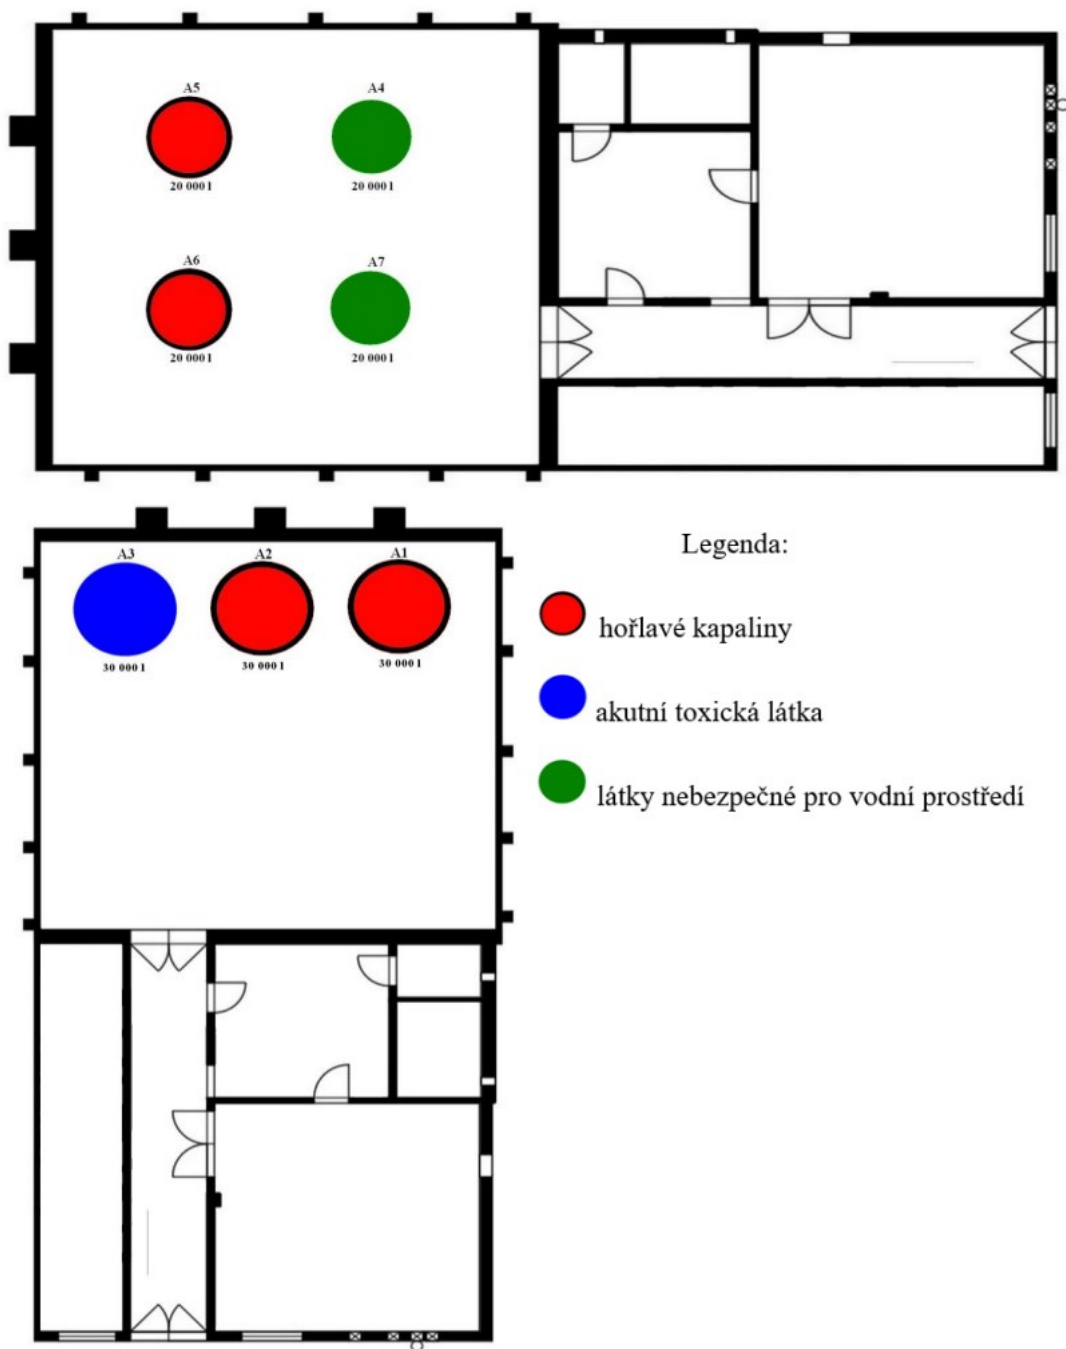 A5
A4
20 000 l
20 000 l
A6
A7
20 000 l
20 000 l
A3
A2
A1
30 000 l
30 000 l
30 000 l
Legenda:
hořlavé kapaliny
akutní toxická látka
látky nebezpečné pro vodní prostředí